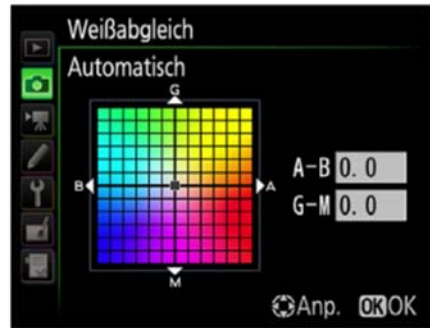 Weißabgleich
Automatisch
G
B
A
M
A-B 0. 0
G-M 0. 0
Anp. OK OK